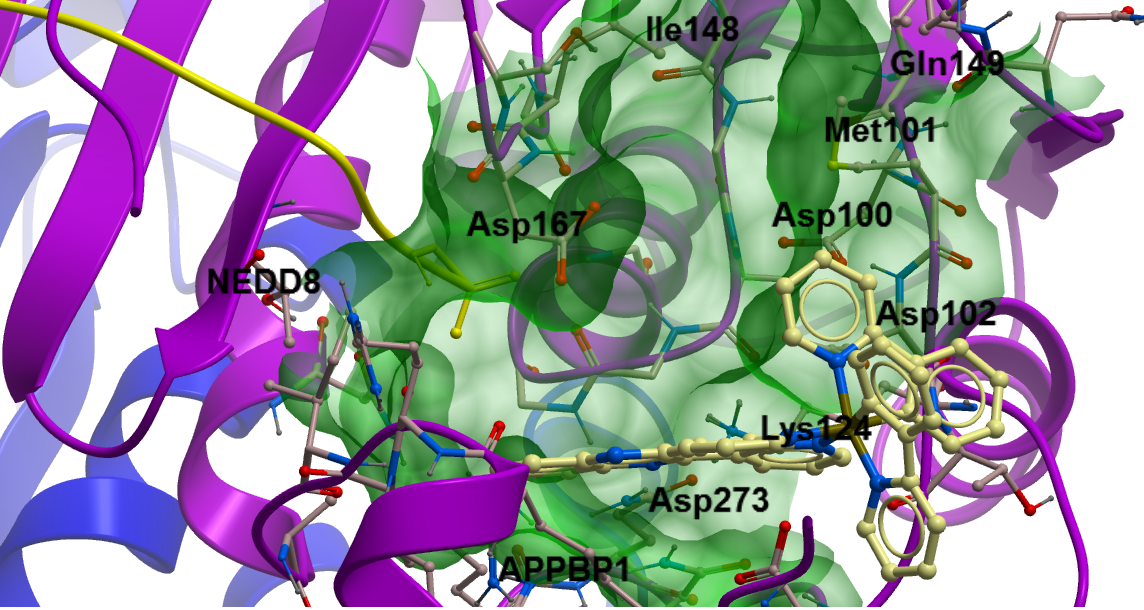 Ile148
Gln149
Met101
Asp167
Asp100
NEDD8
Asp102
Lys124
Asp273
APPBP1